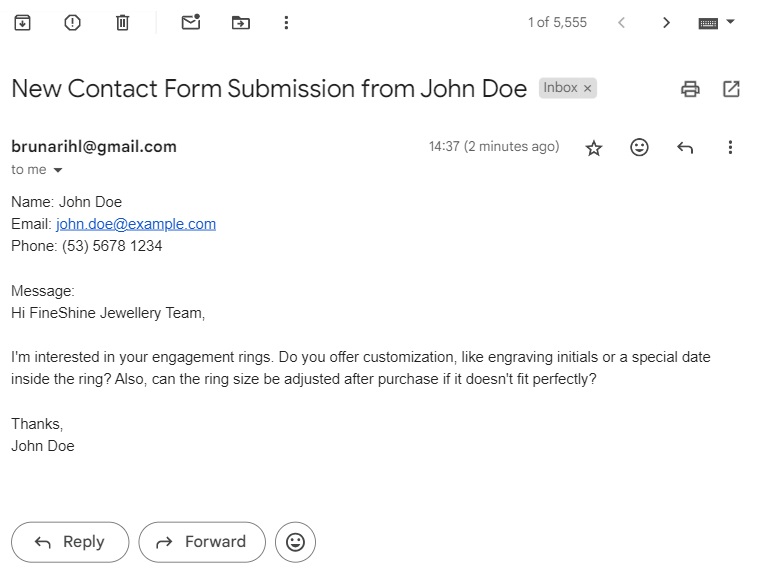 1 of 5,555
New Contact Form Submission from John Doe Inbox ×
brunarihl@gmail.com 14:37 (2 minutes ago)
to me
Name: John Doe
Email: john.doe@example.com
Phone: (53) 5678 1234
Message:
Hi FineShine Jewellery Team,
I'm interested in your engagement rings. Do you offer customization, like engraving initials or a special date
inside the ring? Also, can the ring size be adjusted after purchase if it doesn't fit perfectly?
Thanks,
John Doe
Reply Forward